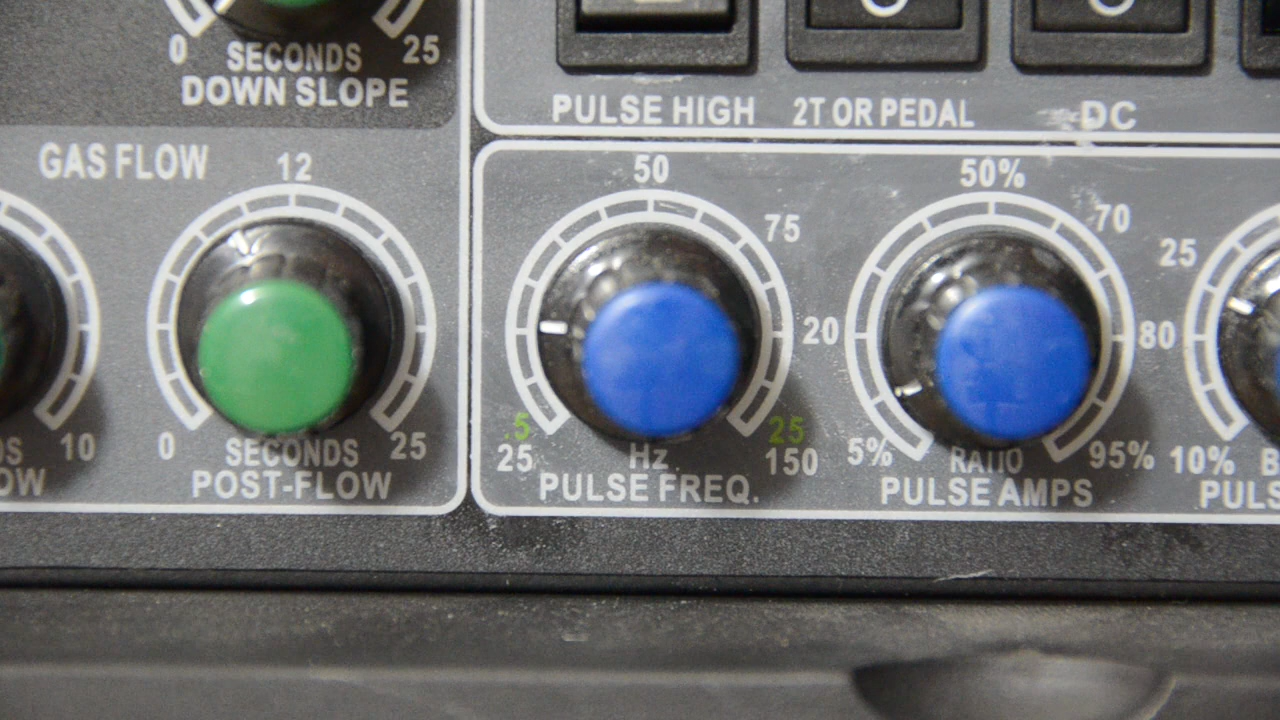 0
25
SECONDS
DOWN SLOPE
PULSE HIGH
2T OR PEDAL
DC
GAS FLOW
12
10
0
25
SECONDS
POST-FLOW
50
75
.5
25
25
150
Hz
PULSE FREQ.
50%
20
70
80
5%
95%
RATIO
PULSE AMPS
25
10%